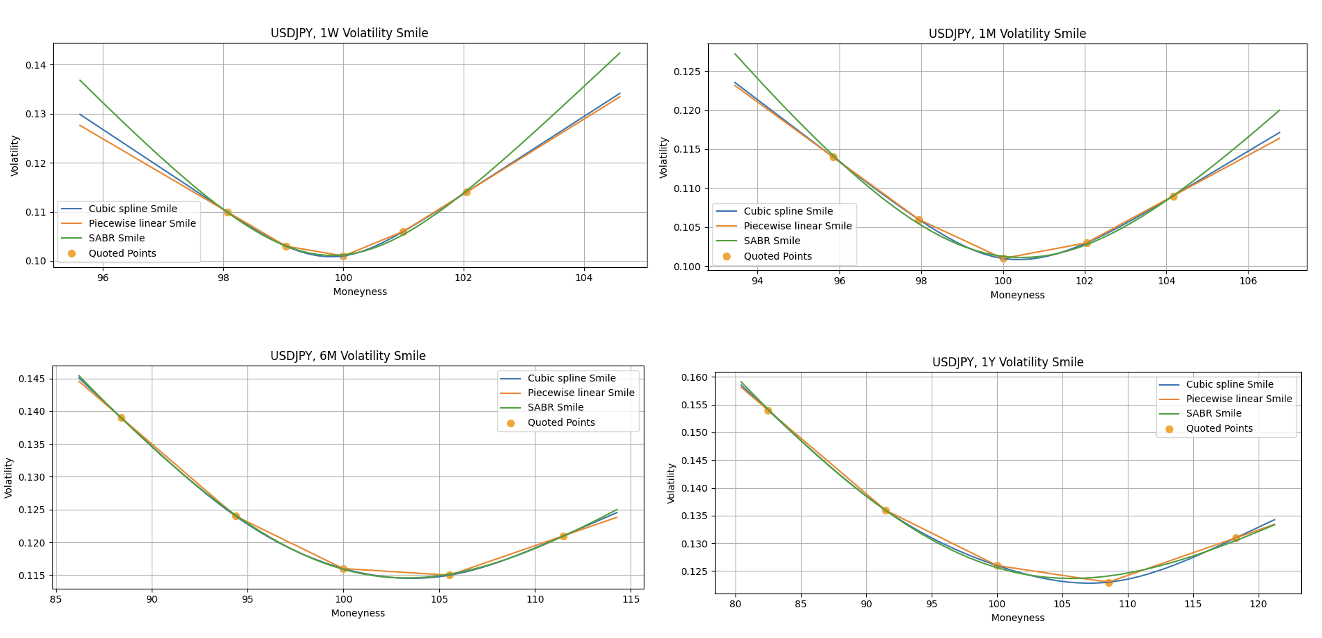 USDJPY, 1W Volatility Smile
0.14
0.13
0.12
0.11
0.10
Volatility
Cubic spline Smile
Piecewise linear Smile
SABR Smile
Quoted Points
96 98 100 102 104
Moneyness
USDJPY, 1M Volatility Smile
0.125
0.120
0.115
0.110
0.105
0.100
Volatility
Cubic spline Smile
Piecewise linear Smile
SABR Smile
Quoted Points
94 96 98 100 102 104 106
Moneyness
USDJPY, 6M Volatility Smile
0.145
0.140
0.135
0.130
0.125
0.120
0.115
Volatility
Cubic spline Smile
Piecewise linear Smile
SABR Smile
Quoted Points
85 90 95 100 105 110 115
Moneyness
USDJPY, 1Y Volatility Smile
0.160
0.155
0.150
0.145
0.140
0.135
0.130
0.125
Volatility
Cubic spline Smile
Piecewise linear Smile
SABR Smile
Quoted Points
80 85 90 95 100 105 110 115 120
Moneyness